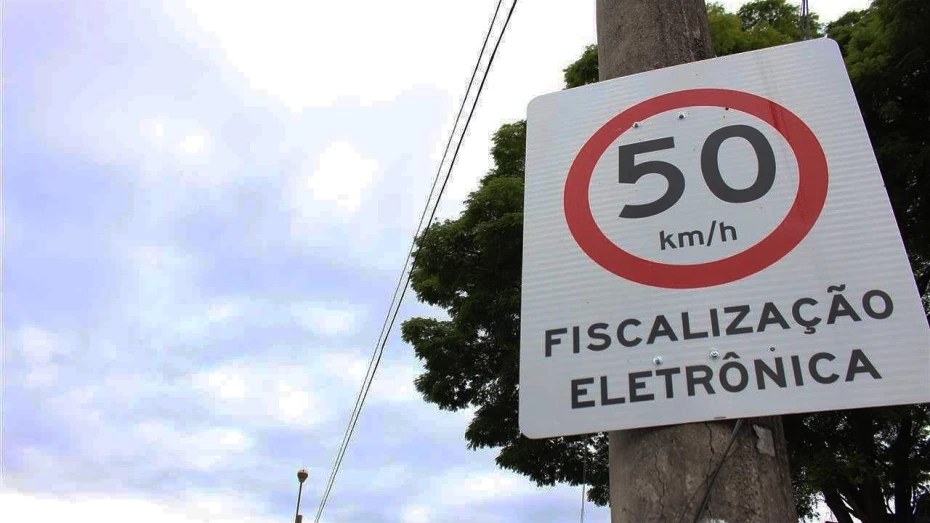 50
km/h
FISCALIZAÇÃO
ELETRÔNICA